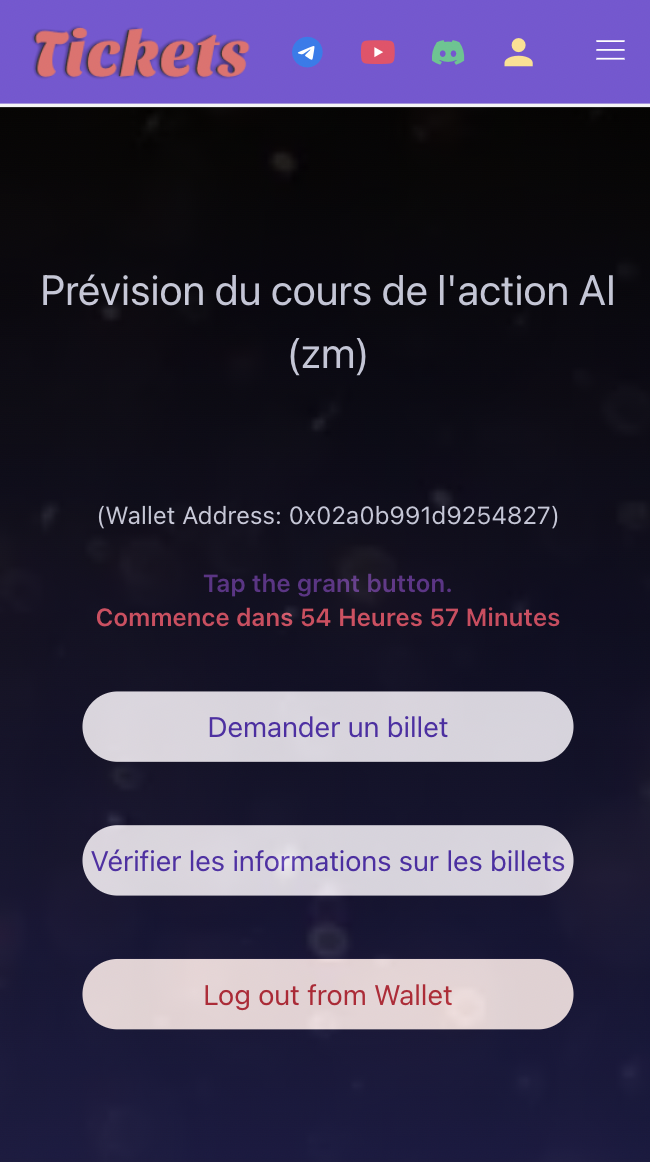 Tickets
Prévision du cours de l'action AI
(zm)
(Wallet Address: 0x02a0b991d9254827)
Tap the grant button.
Commence dans 54 Heures 57 Minutes
Demander un billet
Vérifier les informations sur les billets
Log out from Wallet